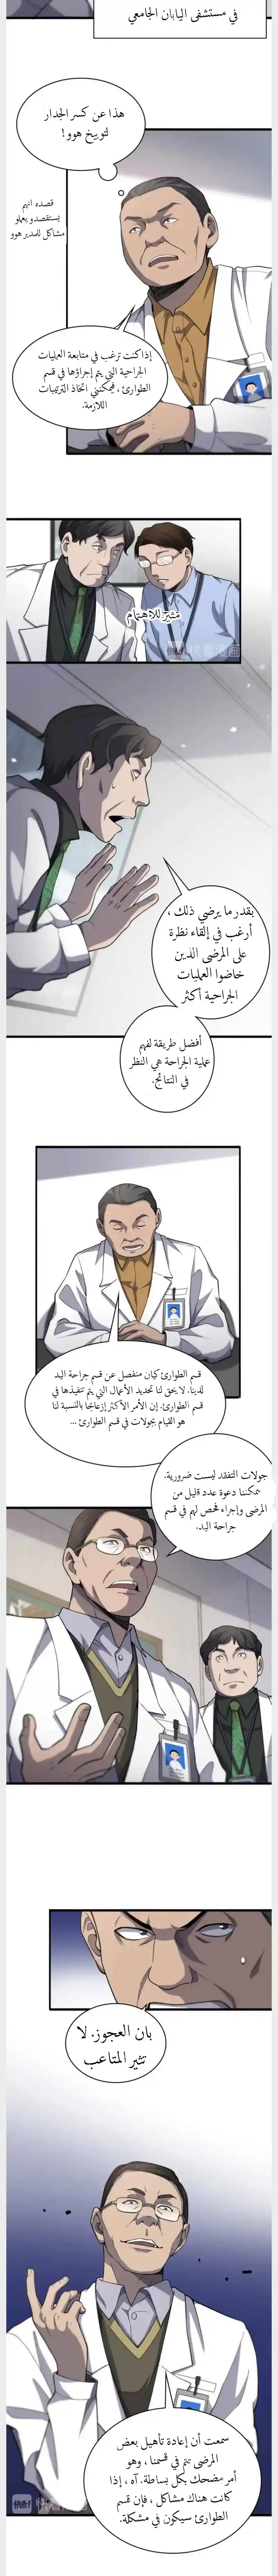 في مستشفى اليابان الجامعي
هذا عن كسر الجدار
لتوبيخ هوو!
قصده انهم
يستقصدو يعملو
مشاكل للمدير هوو
إذا كنت ترغب في متابعة العمليات
الجراحية التي يتم إجراؤها في قسم
الطوارئ ، فيمكنني اتخاذ الترتيبات
اللازمة.
مثير للاهتمام
بقدر ما يرضي ذلك ،
أرغب في إلقاء نظرة
على المرضى الذين
خاضوا العمليات
الجراحية أكثر
أفضل طريقة لفهم
عملية الجراحة هي النظر
في النتائج.
قسم الطوارئ كيان منفصل عن قسم جراحة اليد
لدينا. لا يحق لنا تحديد الأعمال التي يتم تنفيذها في
قسم الطوارئ. إن الأمر الأكثر إزعاجا بالنسبة لنا
هو القيام بجولات في قسم الطوارئ ...
جولات التفقد ليست ضرورية.
يمكننا دعوة عدد قليل من
المرضى وإجراء فحص لهم في قسم
جراحة اليد.
بان العجوز. لا
تثير المتاعب
سمعت أن إعادة تأهيل بعض
المرضى تتم في قسمنا ، وهو
أمر مضحك بكل بساطة. آه ، إذا
كانت هناك مشاكل ، فإن قسم
الطوارئ سيكون في مشكلة.